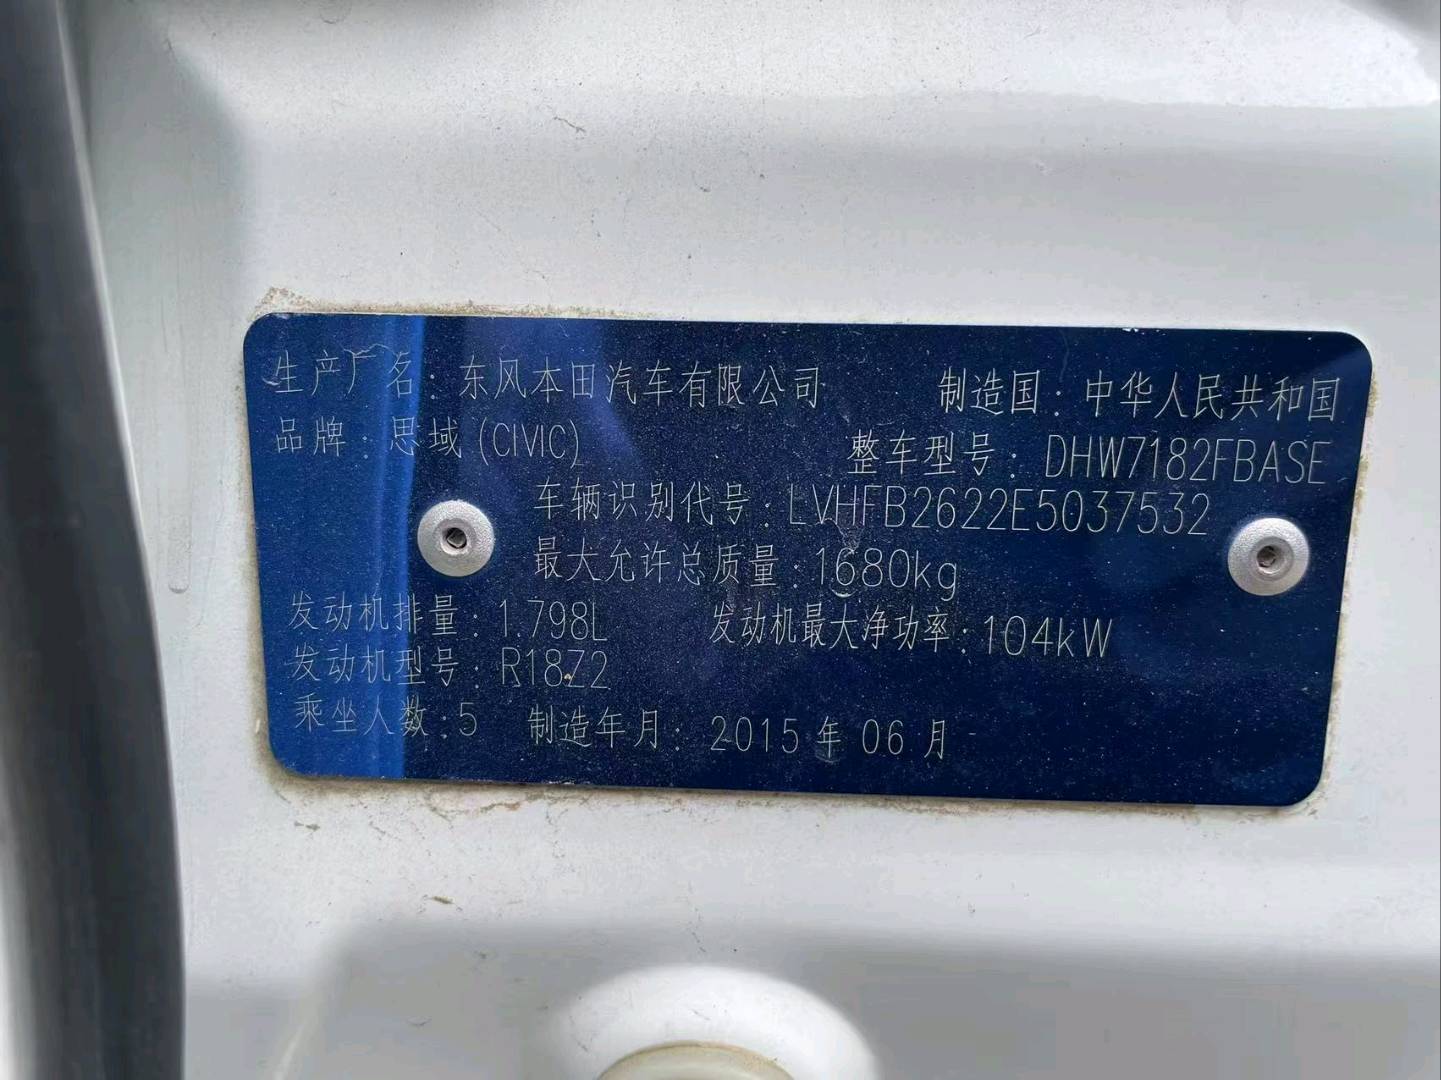 生产厂名：东风本田汽车有限公司 制造国：中华人民共和国
品牌：思域(CIVIC) 整车型号：DHW7182FBASE
车辆识别代号：LVHFB2622E5037532
最大允许总质量：1680kg
发动机排量：1.798L 发动机最大净功率：104kW
发动机型号：R18Z2
乘坐人数：5 制造年月：2015年06月